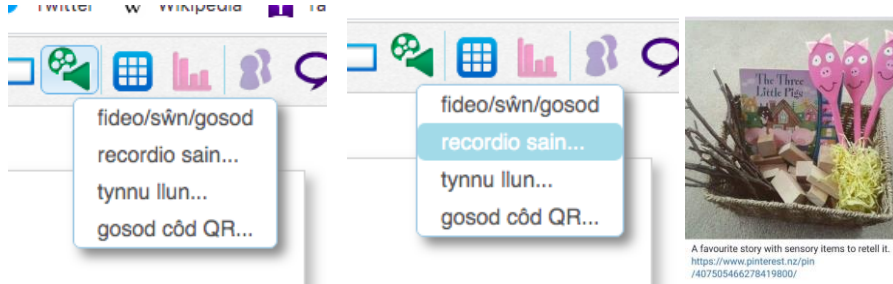 Twitter
W Wikipedia
Ya
fideo/sŵn/gosod
recordio sain...
tynnu llun...
gosod côd QR...
fideo/sŵn/gosod
recordio sain...
tynnu llun...
gosod côd QR...
The Three
Little Pigs
A favourite story with sensory items to retell it.
https://www.pinterest.nz/pin
/407505466278419800/